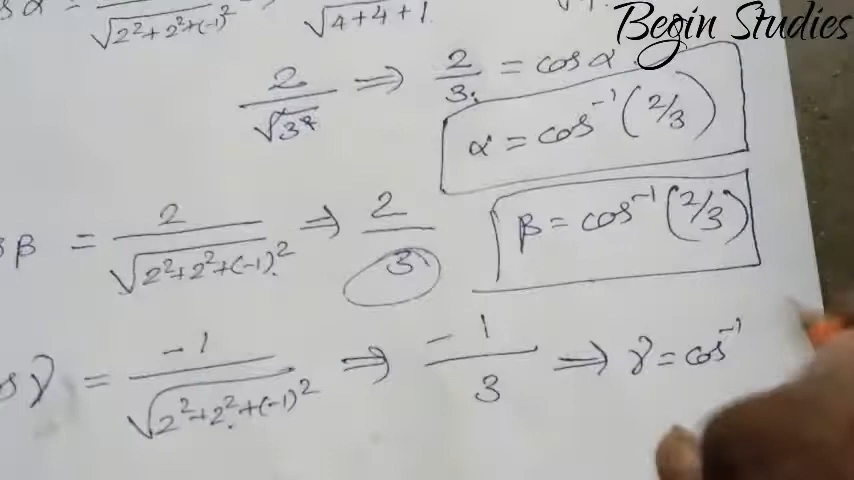 Begin Studies
α = / √2²+2²+(-1)² √4+4+1
2/√3² ⇒ 2/3 = cos α
α = cos⁻¹(2/3)
β = 2/√2²+2²+(-1)² ⇒ 2/3
β = cos⁻¹(2/3)
γ = -1/√2²+2²+(-1)² ⇒ -1/3 ⇒ γ = cos⁻¹